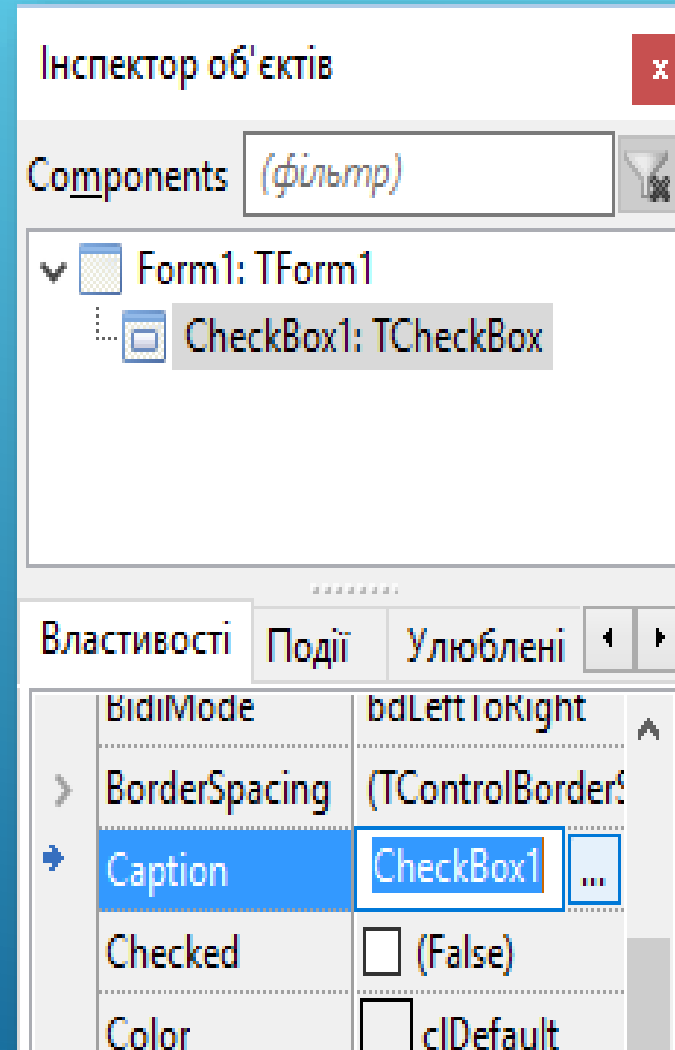 Інспектор об'єктів x
Components (фільтр)
Form1: TForm1
CheckBox1: TCheckBox
Властивості Події Улюблені
BidiMode bdLeftToRight
BorderSpacing (TControlBorderS
Caption CheckBox1 ...
Checked (False)
Color clDefault